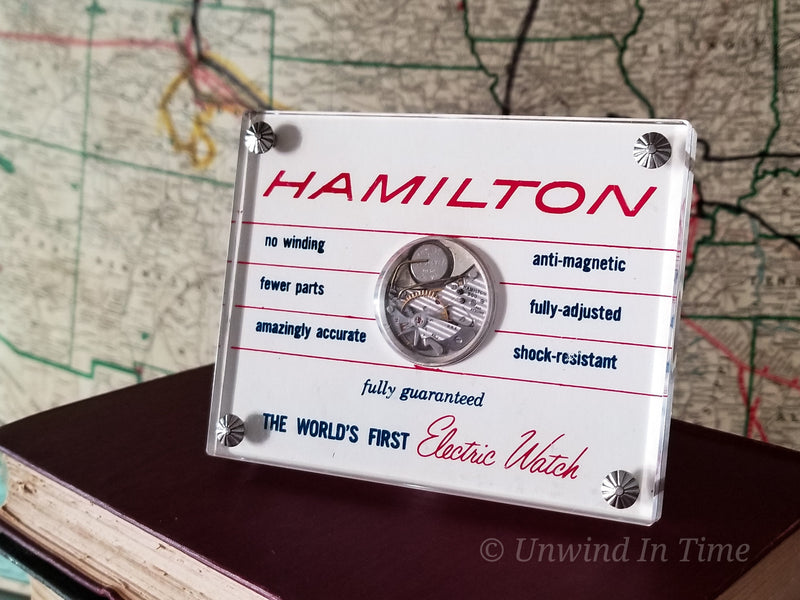 HAMILTON
no winding
fewer parts
amazingly accurate
anti-magnetic
fully-adjusted
shock-resistant
fully guaranteed
THE WORLD'S FIRST Electric Watch
© Unwind In Time